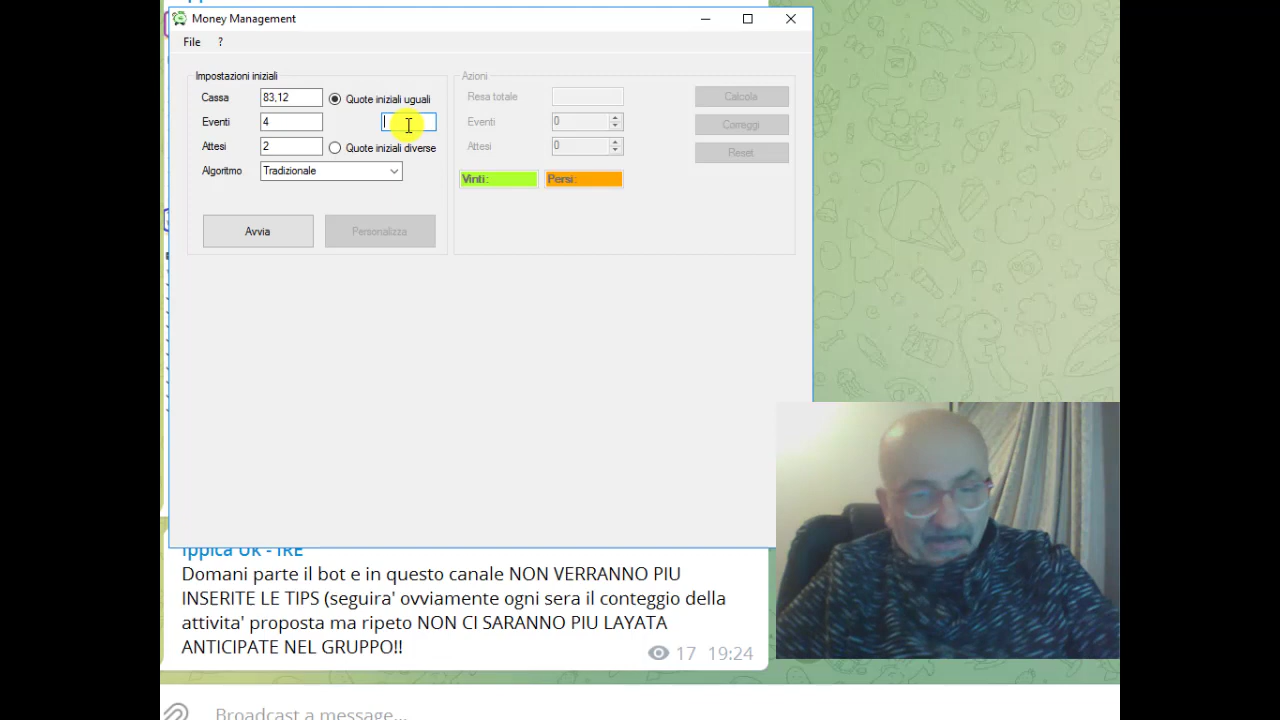 Money Management
File ?
Impostazioni iniziali
Cassa 83,12 Quote iniziali uguali
Eventi 4
Attesi 2 Quote iniziali diverse
Algoritmo Tradizionale
Avvia Personalizza
Azioni
Resa totale Calcola
Eventi 0 Correggi
Attesi 0 Reset
Vinti: Persi:
Ippica Uk - IRE
Domani parte il bot e in questo canale NON VERRANNO PIU
INSERITE LE TIPS (seguira' ovviamente ogni sera il conteggio della
attivita' proposta ma ripeto NON CI SARANNO PIU LAYATA
ANTICIPATE NEL GRUPPO!!
17 19:24
Broadcast a message...